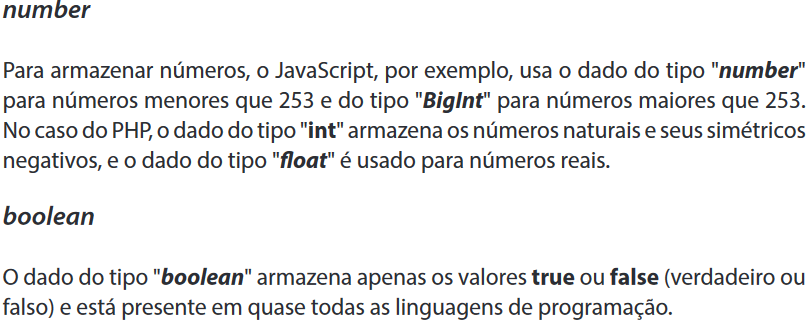 number
Para armazenar números, o JavaScript, por exemplo, usa o dado do tipo "number"
para números menores que 253 e do tipo "BigInt" para números maiores que 253.
No caso do PHP, o dado do tipo "int" armazena os números naturais e seus simétricos
negativos, e o dado do tipo "float" é usado para números reais.
boolean
O dado do tipo "boolean" armazena apenas os valores true ou false (verdadeiro ou
falso) e está presente em quase todas as linguagens de programação.